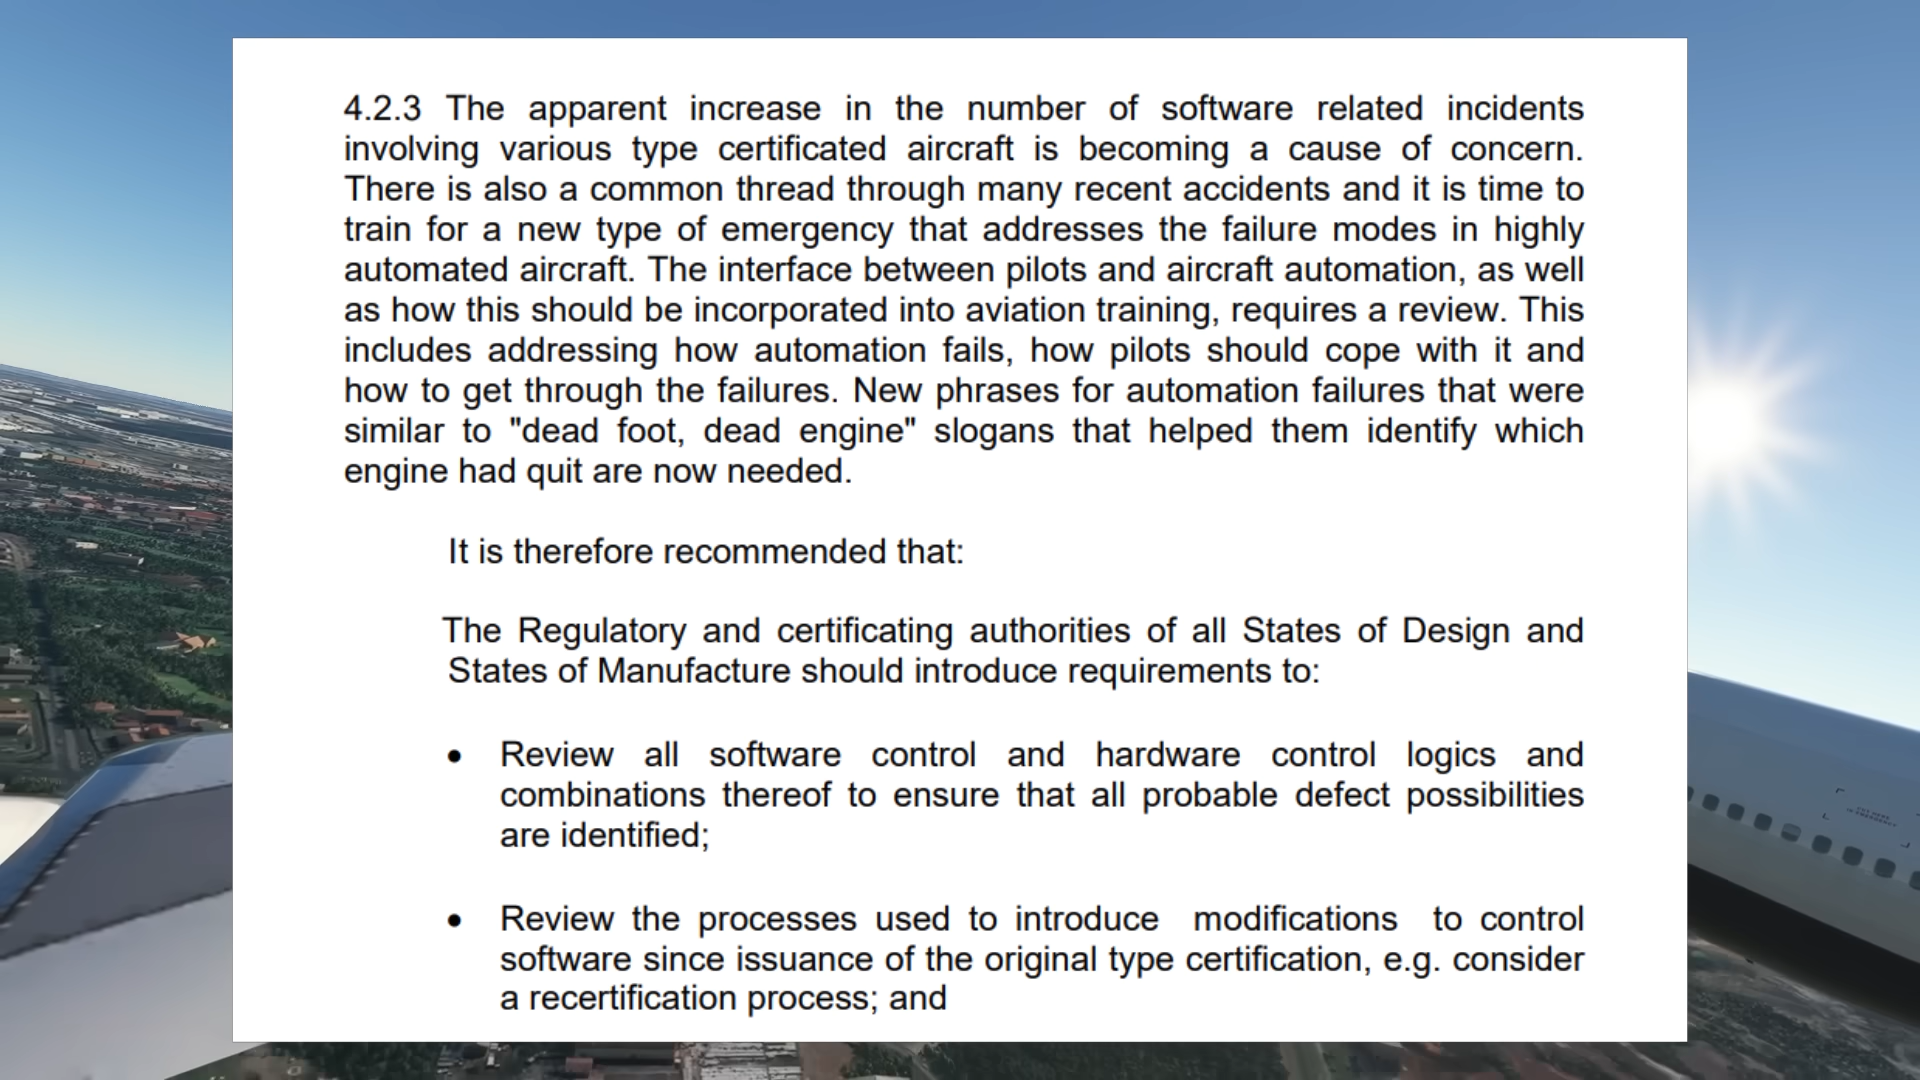 4.2.3 The apparent increase in the number of software related incidents
involving various type certificated aircraft is becoming a cause of concern.
There is also a common thread through many recent accidents and it is time to
train for a new type of emergency that addresses the failure modes in highly
automated aircraft. The interface between pilots and aircraft automation, as well
as how this should be incorporated into aviation training, requires a review. This
includes addressing how automation fails, how pilots should cope with it and
how to get through the failures. New phrases for automation failures that were
similar to "dead foot, dead engine" slogans that helped them identify which
engine had quit are now needed.
It is therefore recommended that:
The Regulatory and certificating authorities of all States of Design and
States of Manufacture should introduce requirements to:
• Review all software control and hardware control logics and
combinations thereof to ensure that all probable defect possibilities
are identified;
• Review the processes used to introduce modifications to control
software since issuance of the original type certification, e.g. consider
a recertification process; and